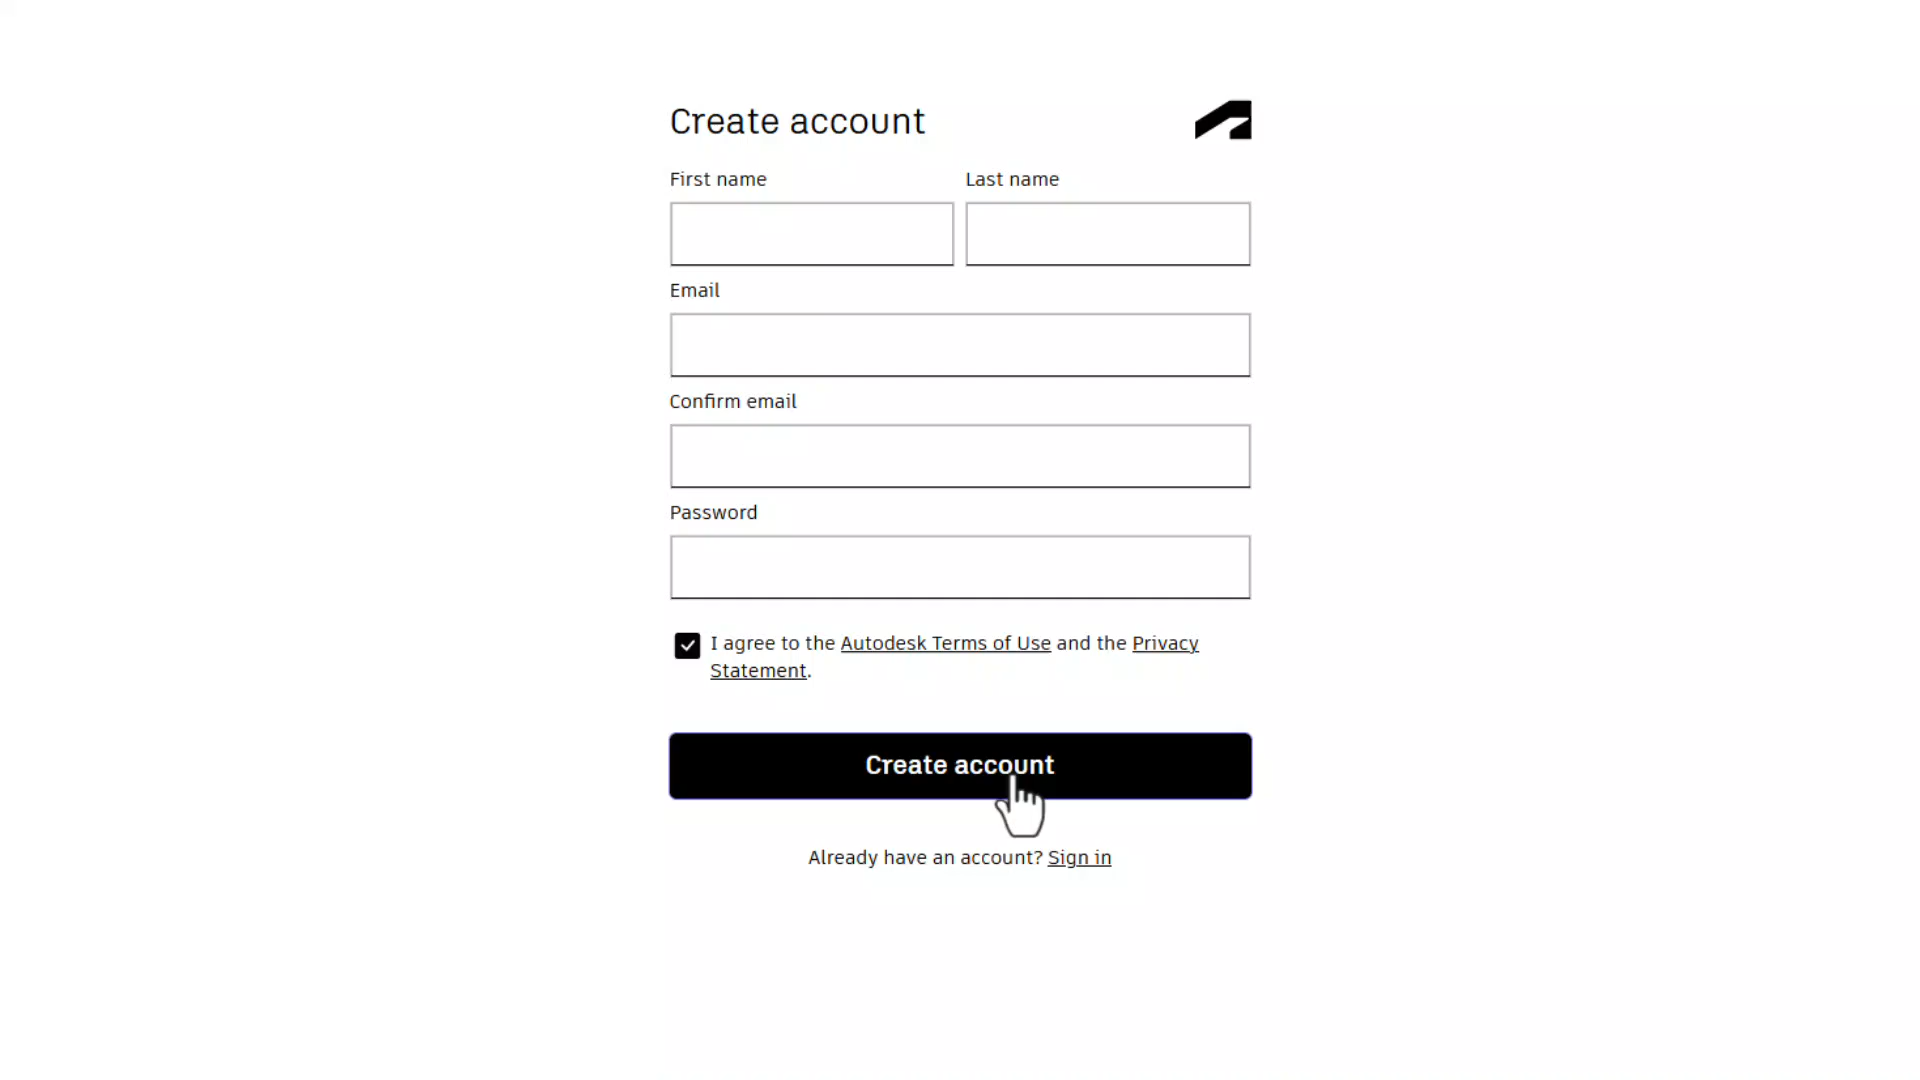 Create account
First name Last name
Email
Confirm email
Password
I agree to the Autodesk Terms of Use and the Privacy
Statement.
Create account
Already have an account? Sign in